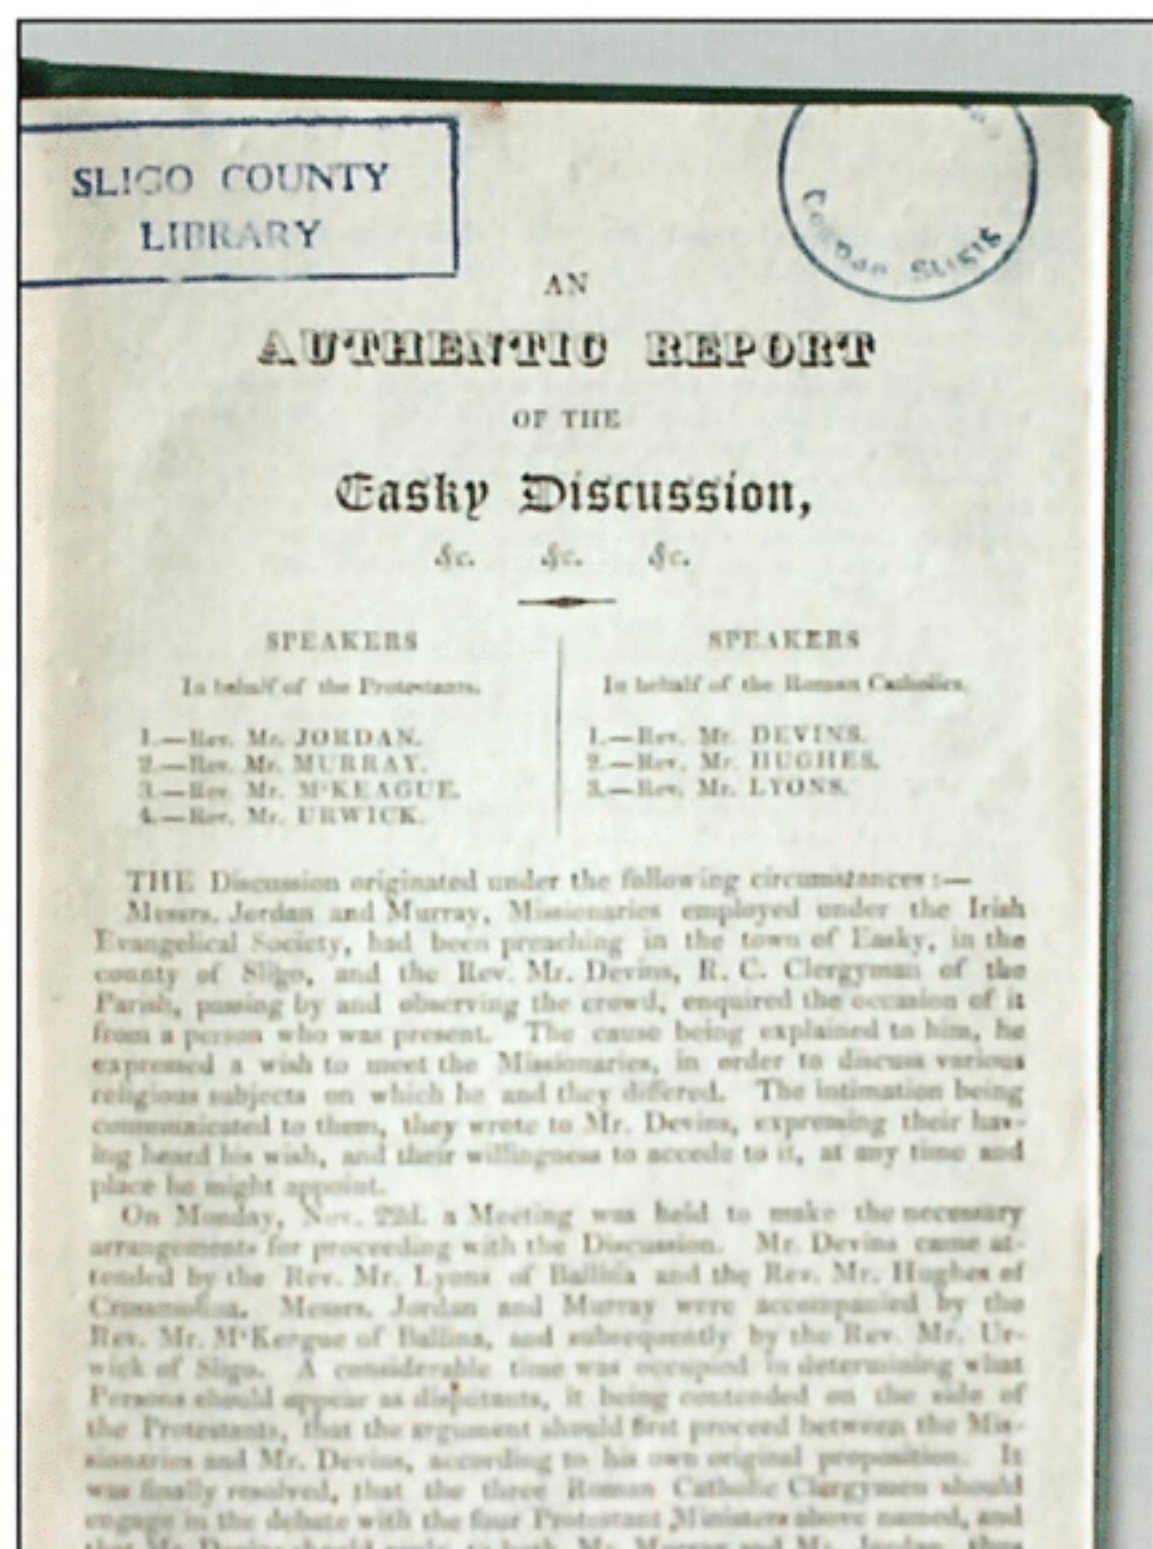 SLIGO COUNTY
LIBRARY
Condae Sligig
AN
AUTHENTIC REPORT
OF THE
Easky Discussion,
&c. &c. &c.
SPEAKERS
In behalf of the Protestants.
1.—Rev. Mr. JORDAN.
2.—Rev. Mr. MURRAY.
3.—Rev. Mr. M'KEAGUE.
4.—Rev. Mr. URWICK.
SPEAKERS
In behalf of the Roman Catholics.
1.—Rev. Mr. DEVINS.
2.—Rev. Mr. HUGHES.
3.—Rev. Mr. LYONS.
THE Discussion originated under the following circumstances :—
Messrs. Jordan and Murray, Missionaries employed under the Irish
Evangelical Society, had been preaching in the town of Easky, in the
county of Sligo, and the Rev. Mr. Devins, R. C. Clergyman of the
Parish, passing by and observing the crowd, enquired the occasion of it
from a person who was present. The cause being explained to him, he
expressed a wish to meet the Missionaries, in order to discuss various
religious subjects on which he and they differed. The intimation being
communicated to them, they wrote to Mr. Devins, expressing their hav-
ing heard his wish, and their willingness to accede to it, at any time and
place he might appoint.
On Monday, Nov. 22d. a Meeting was held to make the necessary
arrangements for proceeding with the Discussion. Mr. Devins came at-
tended by the Rev. Mr. Lyons of Ballina and the Rev. Mr. Hughes of
Crossmolina. Messrs. Jordan and Murray were accompanied by the
Rev. Mr. M'Kergue of Ballina, and subsequently by the Rev. Mr. Ur-
wick of Sligo. A considerable time was occupied in determining what
Persons should appear as disputants, it being contended on the side of
the Protestants, that the argument should first proceed between the Mis-
sionaries and Mr. Devins, according to his own original proposition. It
was finally resolved, that the three Roman Catholic Clergymen should
engage in the debate with the four Protestant Ministers above named, and